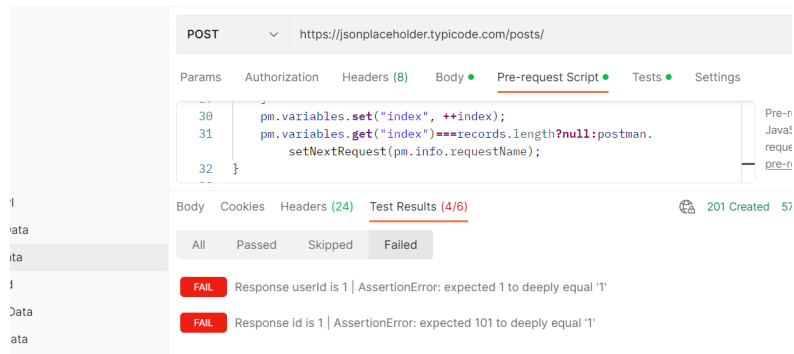 POST
https://jsonplaceholder.typicode.com/posts/
Params Authorization Headers (8) Body Pre-request Script Tests Settings
30 pm.variables.set("index", ++index);
31 pm.variables.get("index")===records.length?null:postman.
setNextRequest(pm.info.requestName);
32 }
Body Cookies Headers (24) Test Results (4/6) 201 Created 57
All Passed Skipped Failed
FAIL Response userId is 1 | AssertionError: expected 1 to deeply equal '1'
FAIL Response id is 1 | AssertionError: expected 101 to deeply equal '1'
Data